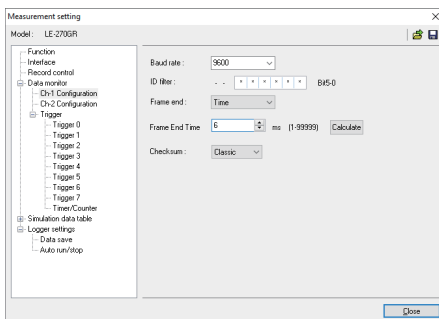 Measurement setting
Model : LE-270GR
Function
Interface
Record control
Data monitor
Ch-1 Configuration
Ch-2 Configuration
Trigger
Trigger 0
Trigger 1
Trigger 2
Trigger 3
Trigger 4
Trigger 5
Trigger 6
Trigger 7
Timer/Counter
Simulation data table
Logger settings
Data save
Auto run/stop
Baud rate : 9600
ID filter : - - * * * * * * Bit5-0
Frame end : Time
Frame End Time 6 ms (1-99999) Calculate
Checksum : Classic
Close